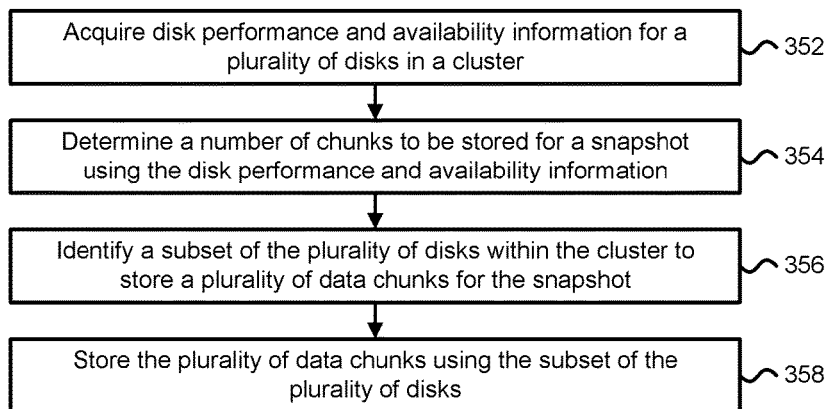 Acquire disk performance and availability information for a
plurality of disks in a cluster
352
Determine a number of chunks to be stored for a snapshot
using the disk performance and availability information
354
Identify a subset of the plurality of disks within the cluster to
store a plurality of data chunks for the snapshot
356
Store the plurality of data chunks using the subset of the
plurality of disks
358